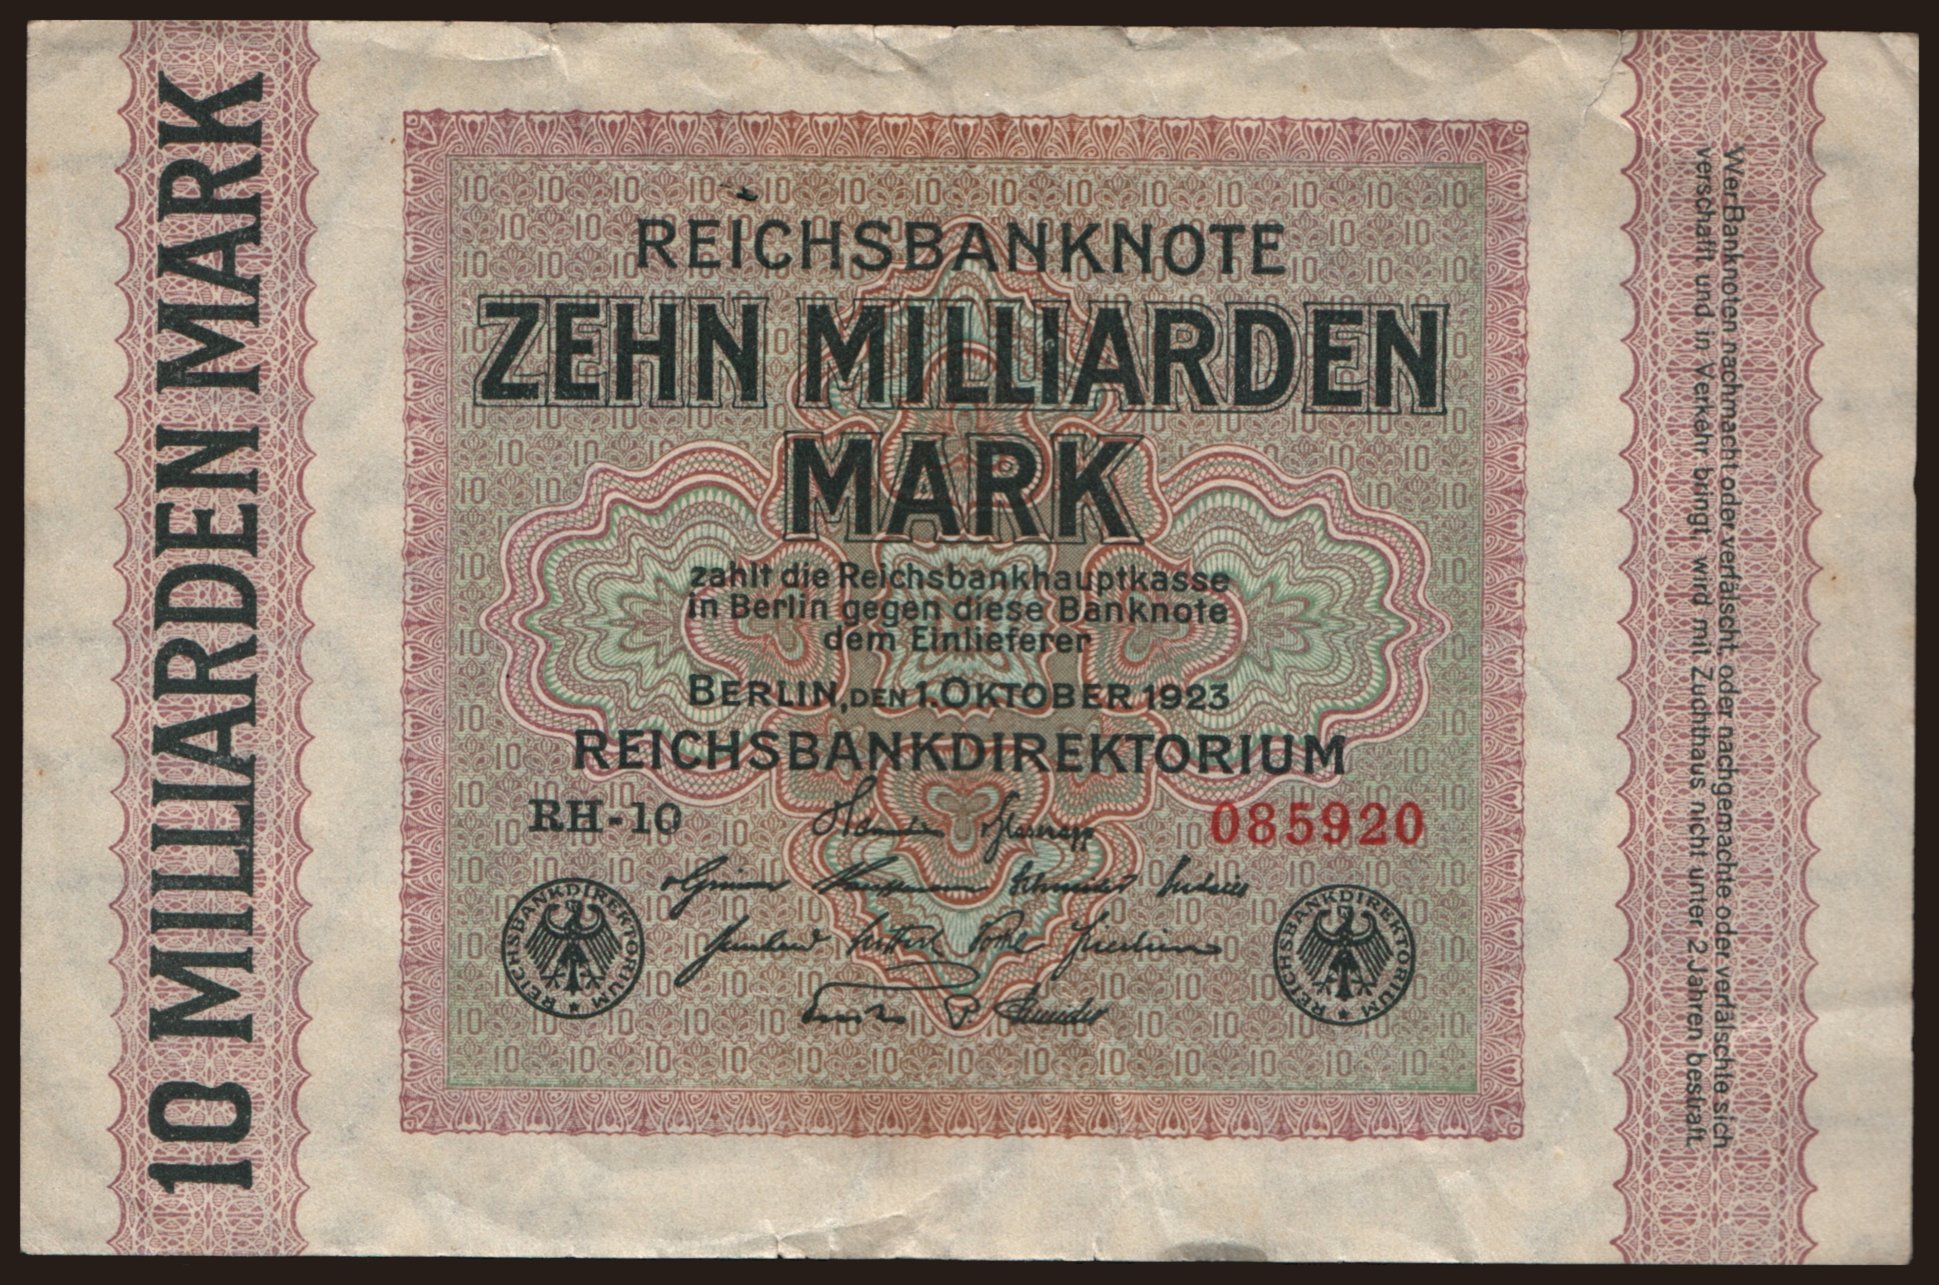 10 MILLIARDEN MARK
REICHSBANKNOTE
ZEHN MILLIARDEN
MARK
zahlt die Reichsbankhauptkasse
in Berlin gegen diese Banknote
dem Einlieferer
BERLIN, DEN 1. OKTOBER 1923
REICHSBANKDIREKTORIUM
RH-10
085920
REICHSBANKDIREKTORIUM
REICHSBANKDIREKTORIUM
Wer Banknoten nachmacht oder verfälscht, oder nachgemachte oder verfälschte sich
verschafft und in Verkehr bringt, wird mit Zuchthaus nicht unter 2 Jahren bestraft.